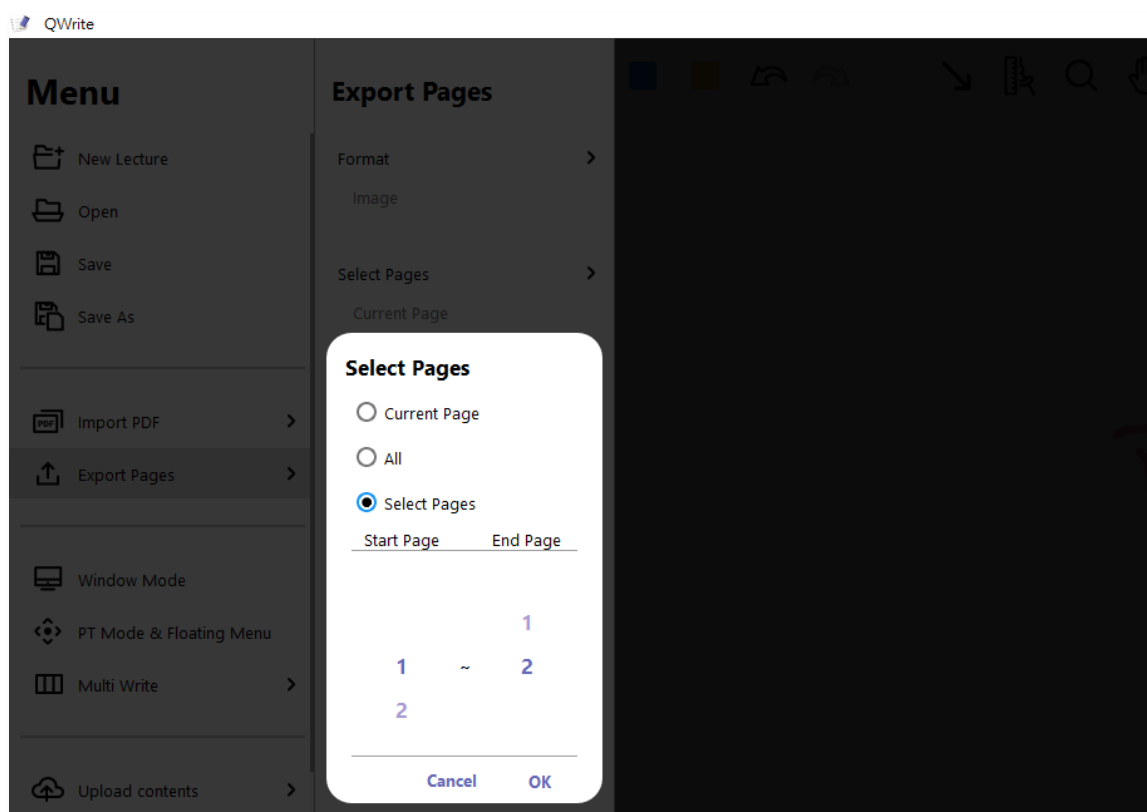 QWrite
Menu
New Lecture
Open
Save
Save As
PDF
Import PDF
Export Pages
Window Mode
PT Mode & Floating Menu
Multi Write
Upload contents
Export Pages
Format
Image
Select Pages
Current Page
Select Pages
Current Page
All
Select Pages
Start Page End Page
1
1 ~ 2
2
Cancel OK